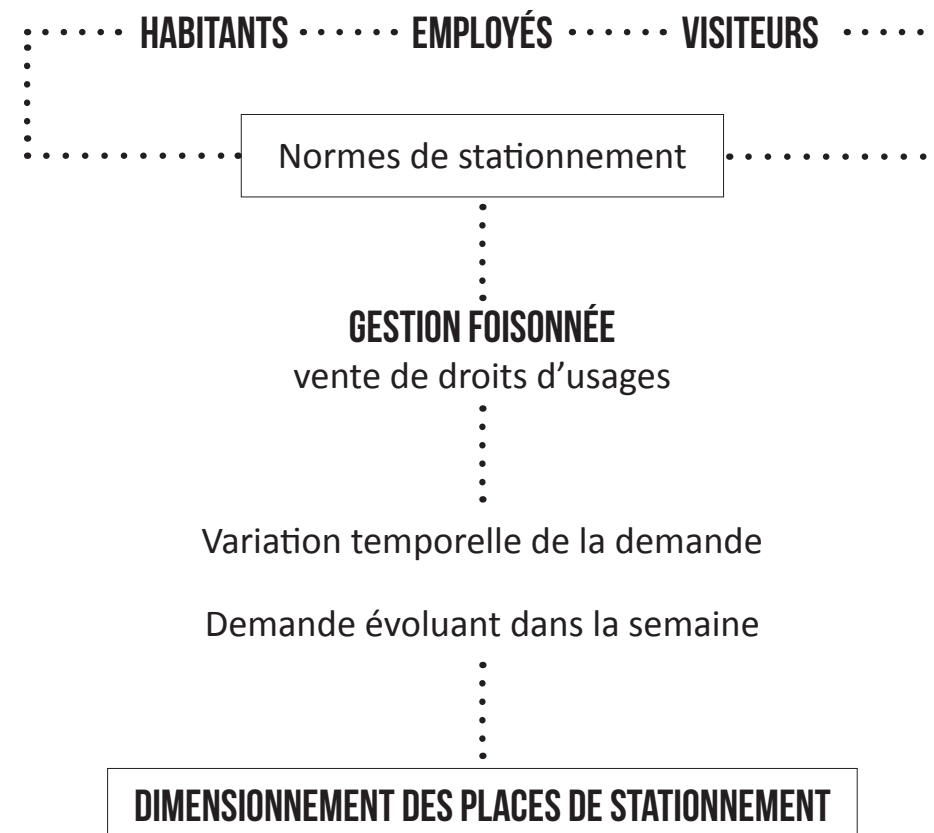 HABITANTS EMPLOYÉS VISITEURS
Normes de stationnement
GESTION FOISONNÉE
vente de droits d’usages
Variation temporelle de la demande
Demande évoluant dans la semaine
DIMENSIONNEMENT DES PLACES DE STATIONNEMENT